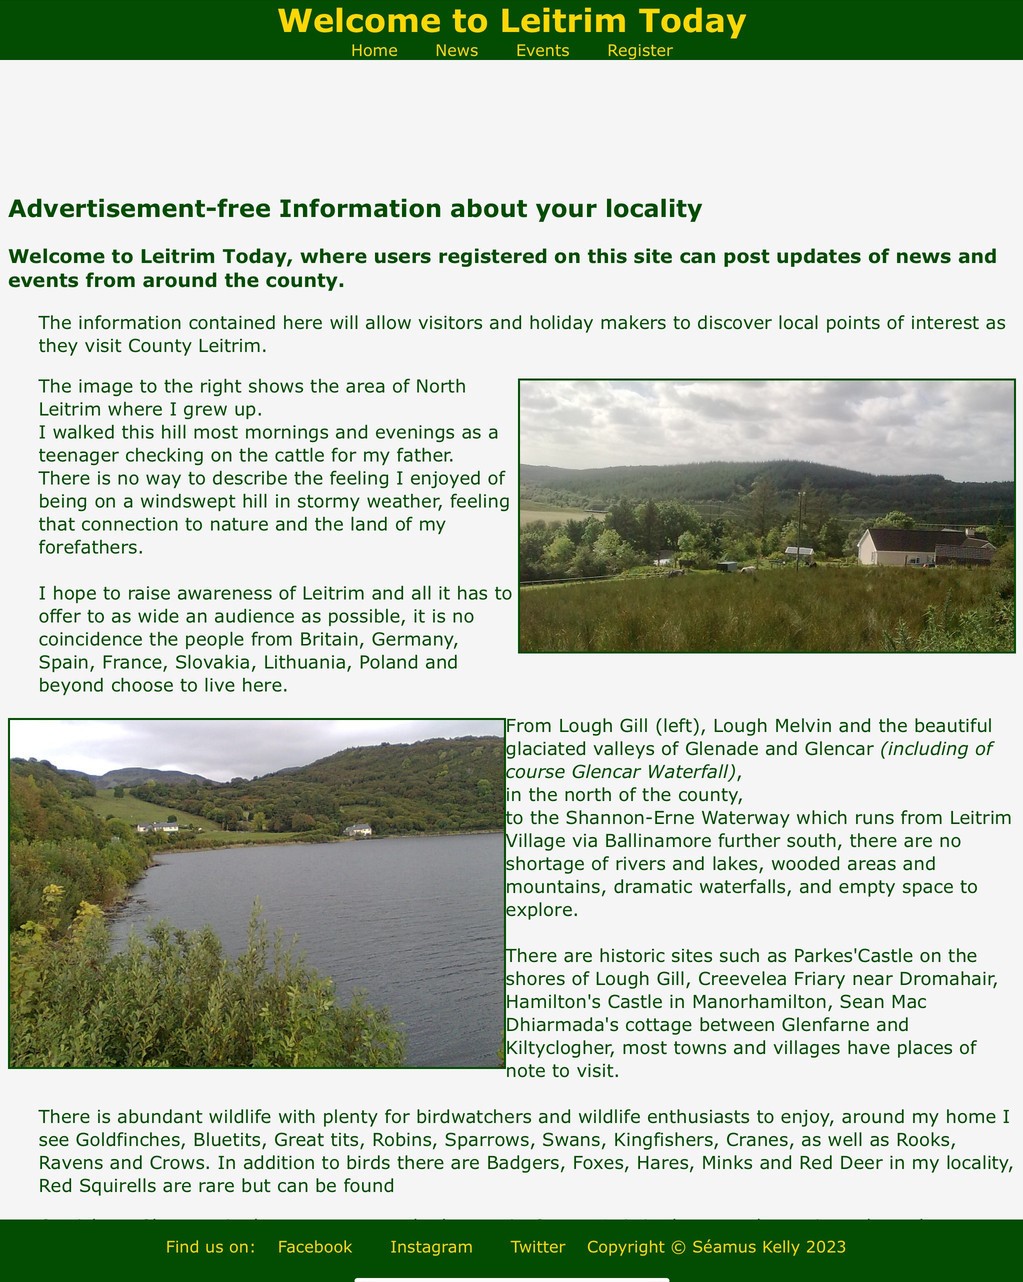 Welcome to Leitrim Today
Home News Events Register
Advertisement-free Information about your locality
Welcome to Leitrim Today, where users registered on this site can post updates of news and
events from around the county.
The information contained here will allow visitors and holiday makers to discover local points of interest as
they visit County Leitrim.
The image to the right shows the area of North
Leitrim where I grew up.
I walked this hill most mornings and evenings as a
teenager checking on the cattle for my father.
There is no way to describe the feeling I enjoyed of
being on a windswept hill in stormy weather, feeling
that connection to nature and the land of my
forefathers.
I hope to raise awareness of Leitrim and all it has to
offer to as wide an audience as possible, it is no
coincidence the people from Britain, Germany,
Spain, France, Slovakia, Lithuania, Poland and
beyond choose to live here.
From Lough Gill (left), Lough Melvin and the beautiful
glaciated valleys of Glenade and Glencar (including of
course Glencar Waterfall),
in the north of the county,
to the Shannon-Erne Waterway which runs from Leitrim
Village via Ballinamore further south, there are no
shortage of rivers and lakes, wooded areas and
mountains, dramatic waterfalls, and empty space to
explore.
There are historic sites such as Parkes'Castle on the
shores of Lough Gill, Creevelea Friary near Dromahair,
Hamilton's Castle in Manorhamilton, Sean Mac
Dhiarmada's cottage between Glenfarne and
Kiltyclogher, most towns and villages have places of
note to visit.
There is abundant wildlife with plenty for birdwatchers and wildlife enthusiasts to enjoy, around my home I
see Goldfinches, Bluetits, Great tits, Robins, Sparrows, Swans, Kingfishers, Cranes, as well as Rooks,
Ravens and Crows. In addition to birds there are Badgers, Foxes, Hares, Minks and Red Deer in my locality,
Red Squirells are rare but can be found
Find us on: Facebook Instagram Twitter Copyright © Séamus Kelly 2023